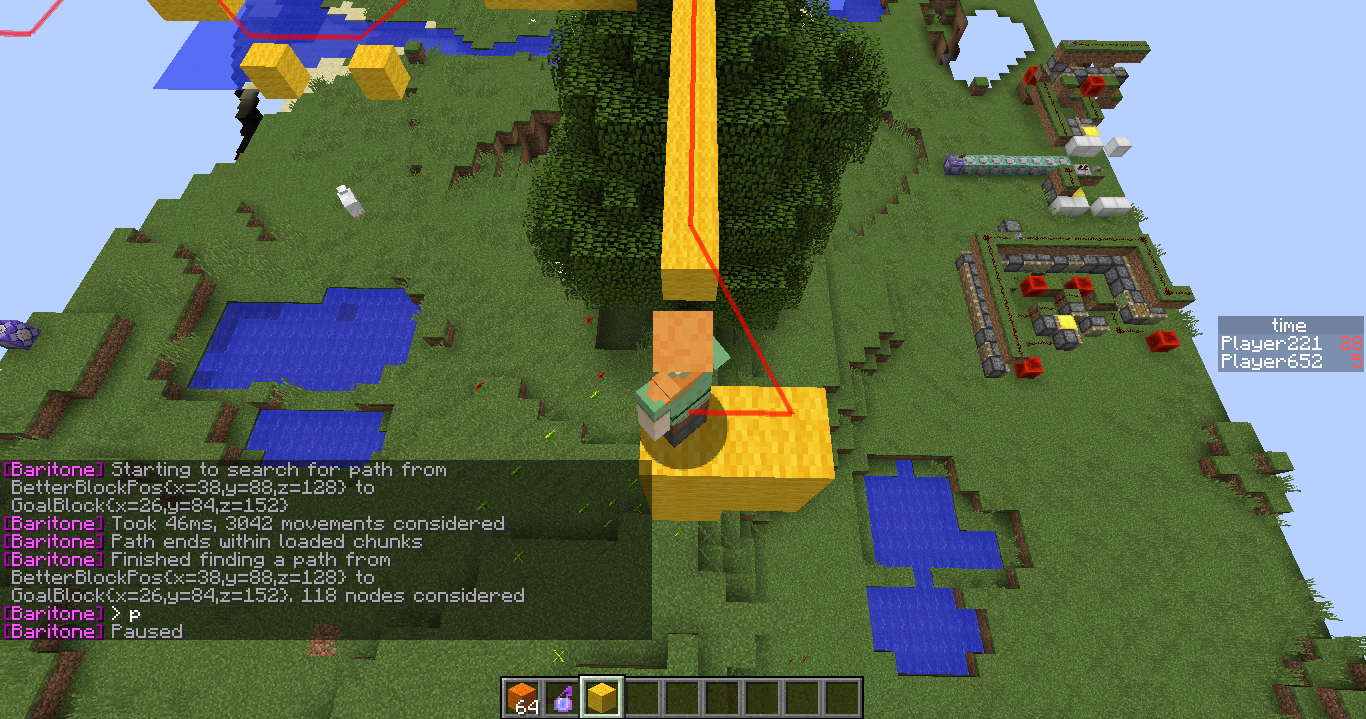 time
Player221 28
Player652 5
[Baritone] Starting to search for path from
BetterBlockPos{x=38,y=88,z=128} to
GoalBlock{x=26,y=84,z=152}
[Baritone] Took 46ms, 3042 movements considered
[Baritone] Path ends within loaded chunks
[Baritone] Finished finding a path from
BetterBlockPos{x=38,y=88,z=128} to
GoalBlock{x=26,y=84,z=152}. 118 nodes considered
[Baritone] > p
[Baritone] Paused
64